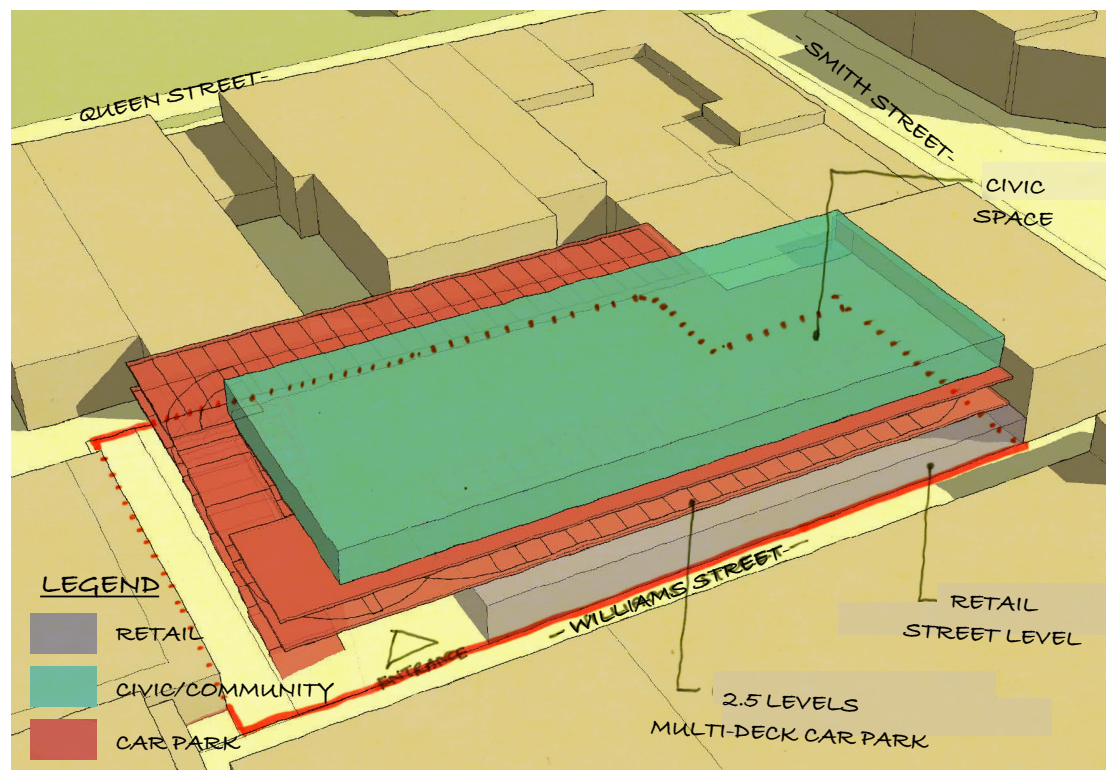 - QUEEN STREET-
- SMITH STREET-
CIVIC
SPACE
- WILLIAMS STREET-
ENTRANCE
LEGEND
RETAIL
CIVIC/COMMUNITY
CAR PARK
RETAIL
STREET LEVEL
2.5 LEVELS
MULTI-DECK CAR PARK